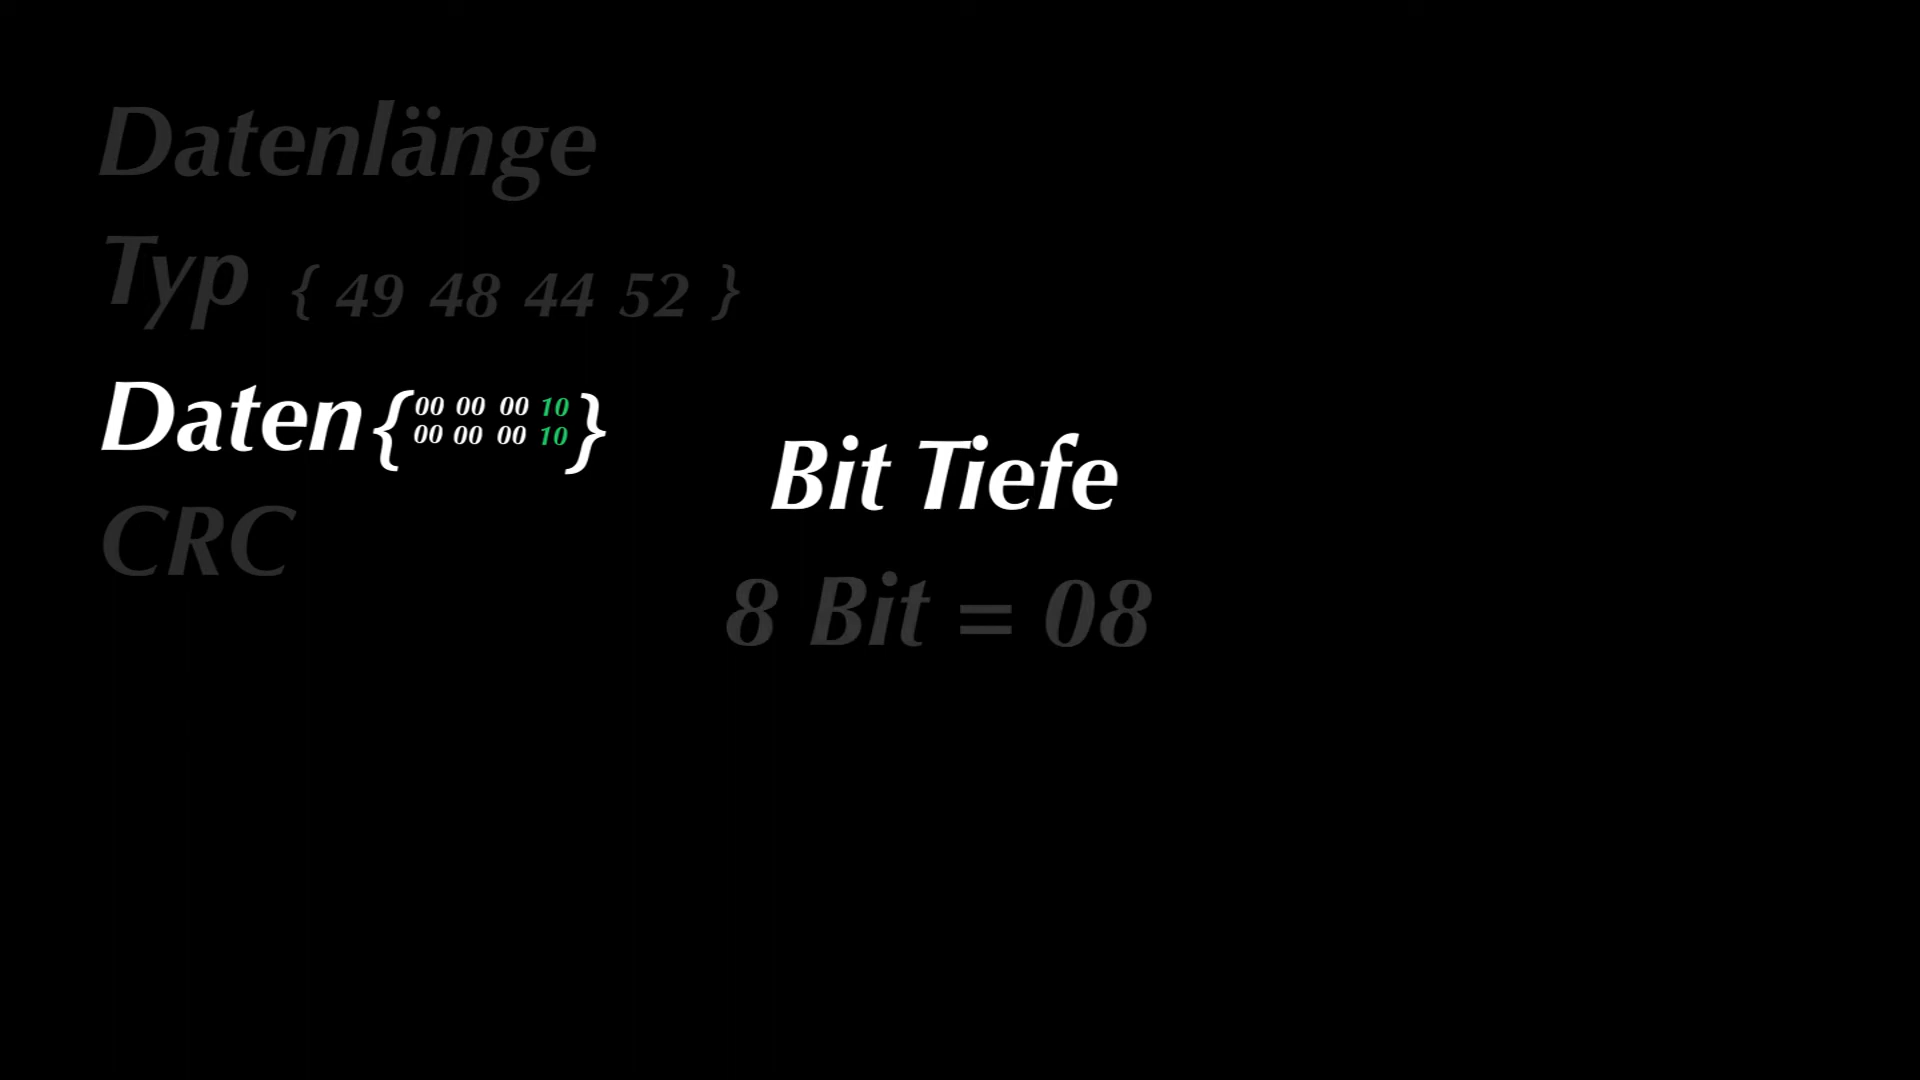 Datenlänge
Typ { 49 48 44 52 }
Daten{00 00 00 10
00 00 00 10}
Bit Tiefe
CRC
8 Bit = 08